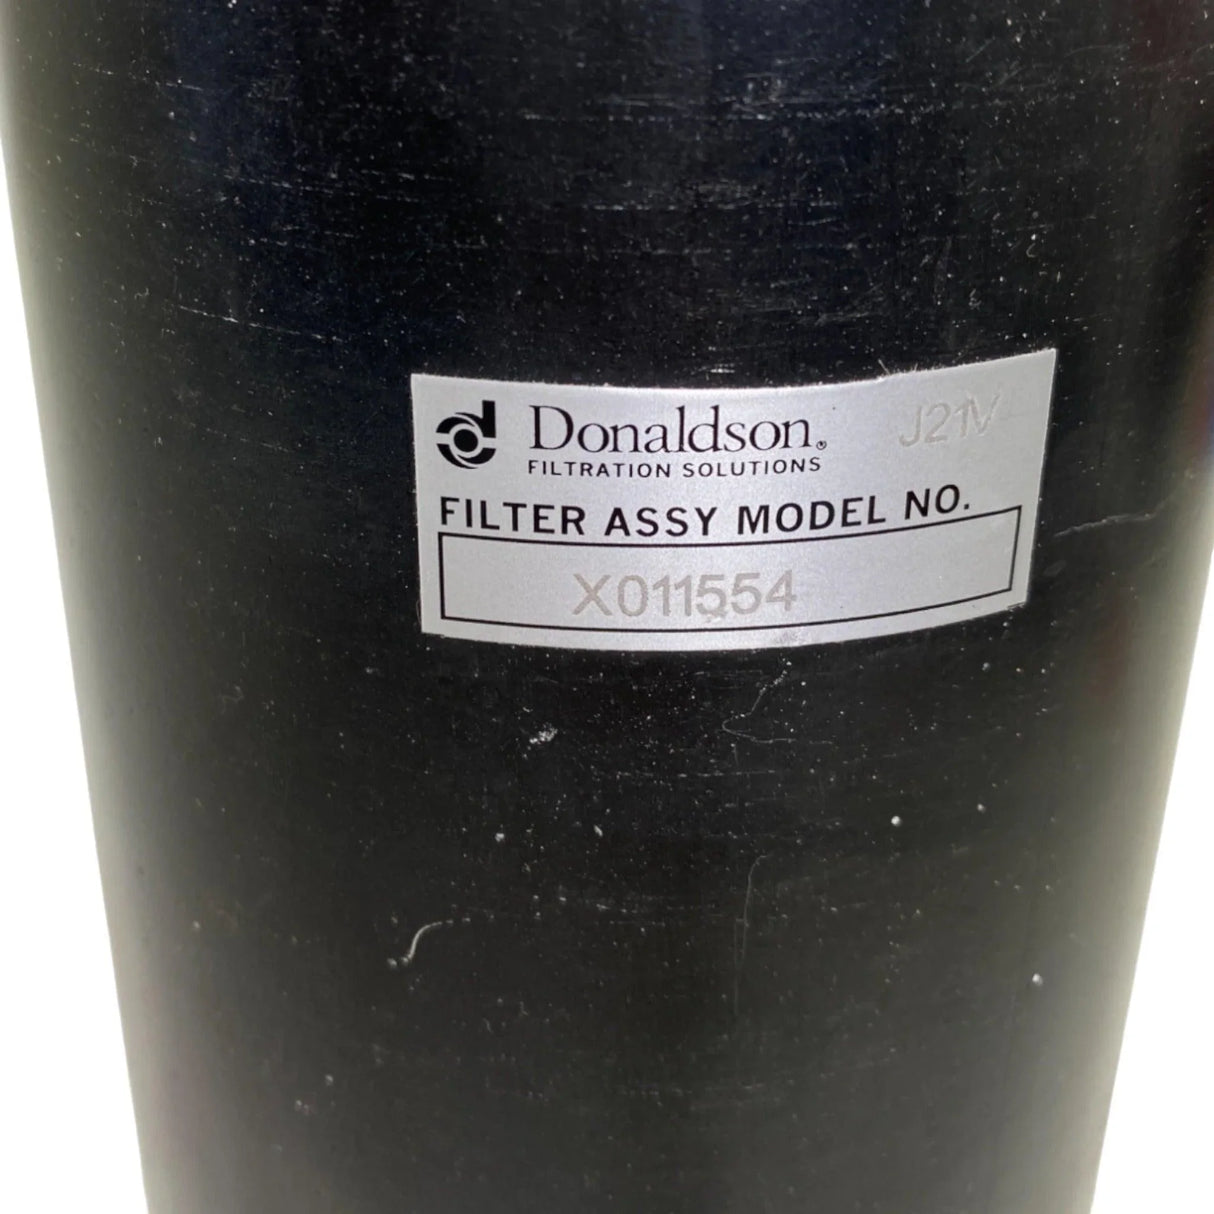 Donaldson® J21V
FILTRATION SOLUTIONS
FILTER ASSY MODEL NO.
X011554